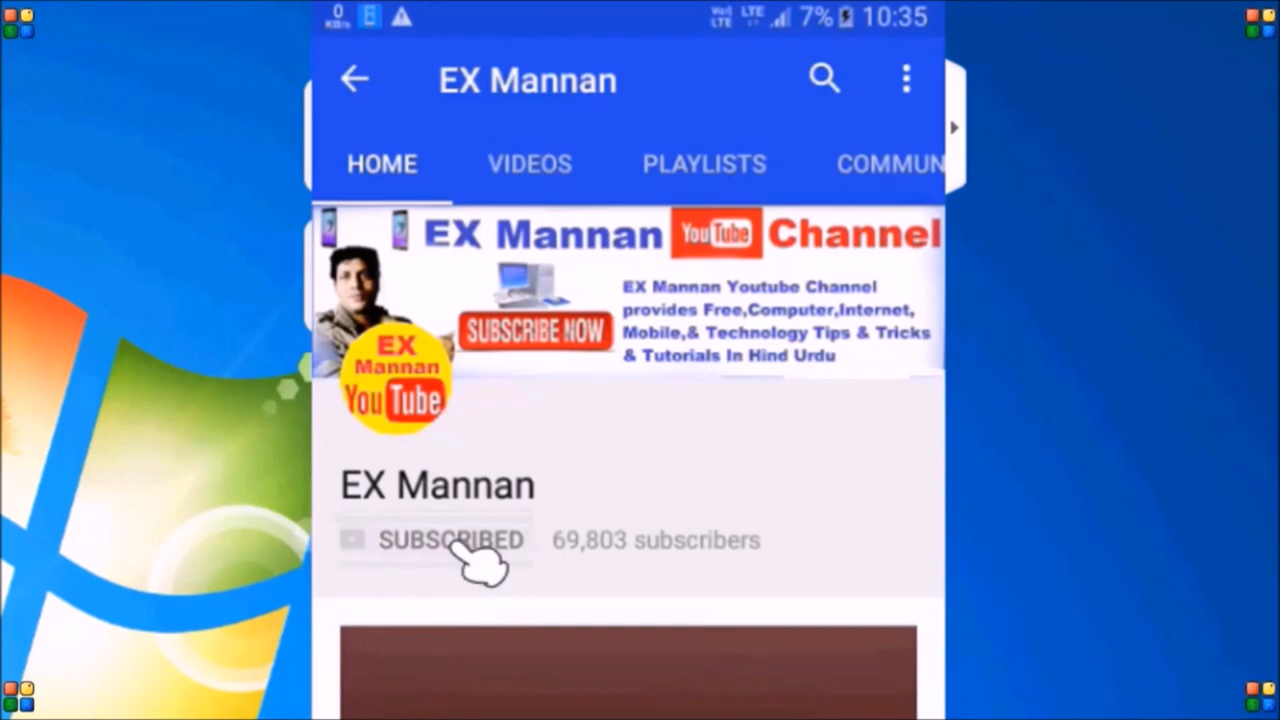 0
KB/s
VoI
LTE
LTE
7%
10:35
EX Mannan
HOME
VIDEOS
PLAYLISTS
COMMUN
EX Mannan YouTube Channel
EX Mannan Youtube Channel
provides Free,Computer,Internet,
Mobile,& Technology Tips & Tricks
& Tutorials In Hind Urdu
SUBSCRIBE NOW
EX
Mannan
YouTube
EX Mannan
SUBSCRIBED
69,803 subscribers